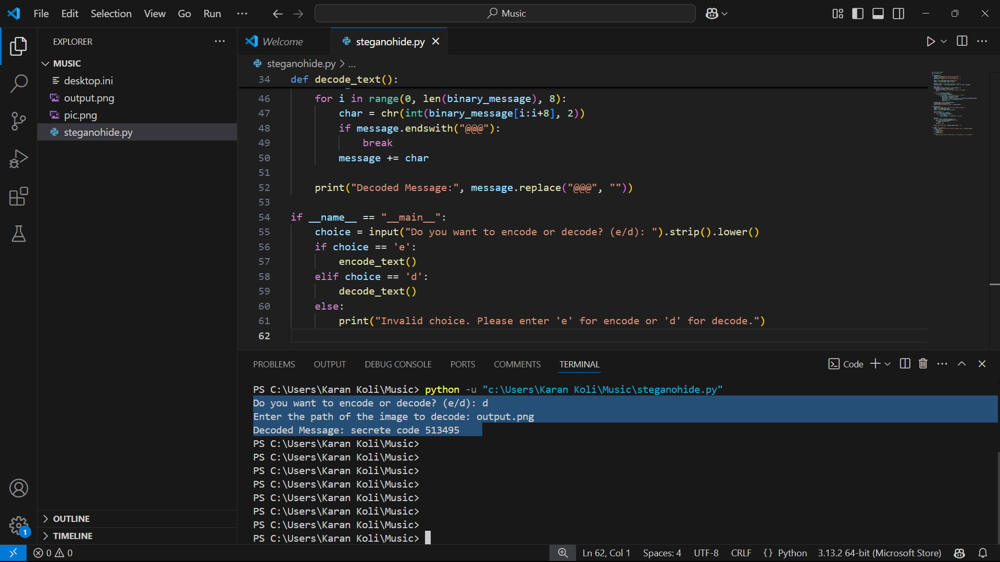 File Edit Selection View Go Run ··· Music
EXPLORER
MUSIC
desktop.ini
output.png
pic.png
steganohide.py
OUTLINE
TIMELINE
Welcome steganohide.py
steganohide.py > ...
34 def decode_text():
46 for i in range(0, len(binary_message), 8):
47 char = chr(int(binary_message[i:i+8], 2))
48 if message.endswith("@@@"):
49 break
50 message += char
51
52 print("Decoded Message:", message.replace("@@@", ""))
53
54 if __name__ == "__main__":
55 choice = input("Do you want to encode or decode? (e/d): ").strip().lower()
56 if choice == 'e':
57 encode_text()
58 elif choice == 'd':
59 decode_text()
60 else:
61 print("Invalid choice. Please enter 'e' for encode or 'd' for decode.")
62
PROBLEMS OUTPUT DEBUG CONSOLE PORTS COMMENTS TERMINAL Code
PS C:\Users\Karan Koli\Music> python -u "c:\Users\Karan Koli\Music\steganohide.py"
Do you want to encode or decode? (e/d): d
Enter the path of the image to decode: output.png
Decoded Message: secrete code 513495
PS C:\Users\Karan Koli\Music>
PS C:\Users\Karan Koli\Music>
PS C:\Users\Karan Koli\Music>
PS C:\Users\Karan Koli\Music>
PS C:\Users\Karan Koli\Music>
PS C:\Users\Karan Koli\Music>
PS C:\Users\Karan Koli\Music>
PS C:\Users\Karan Koli\Music>
1
0 0 Ln 62, Col 1 Spaces: 4 UTF-8 CRLF {} Python 3.13.2 64-bit (Microsoft Store)